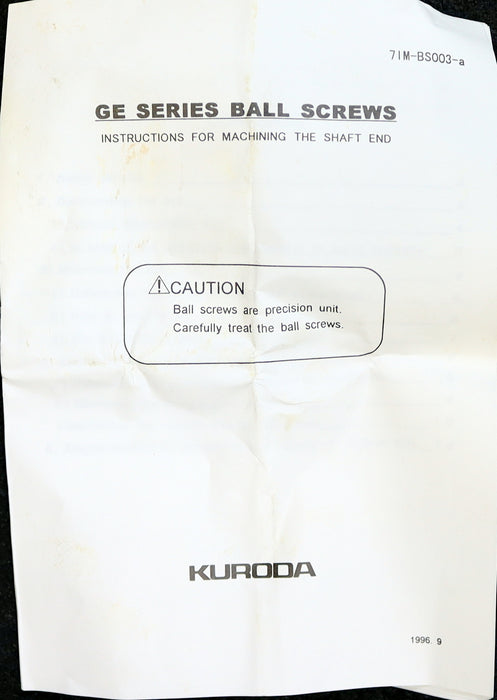 71M-BS003-a
GE SERIES BALL SCREWS
INSTRUCTIONS FOR MACHINING THE SHAFT END
CAUTION
Ball screws are precision unit.
Carefully treat the ball screws.
KURODA
1996. 9